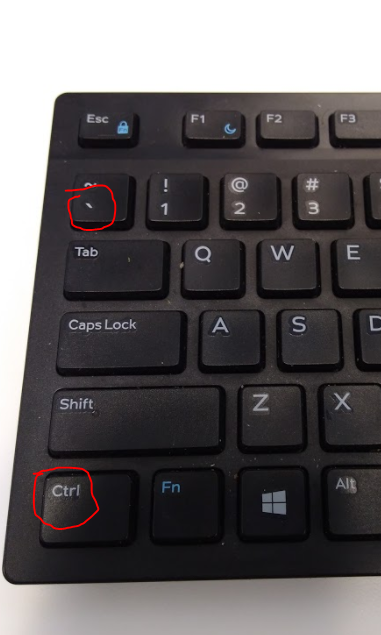 Esc F1 F2 F3
~ ! @ #
` 1 2 3
Tab Q W E
Caps Lock A S D
Shift Z X
Ctrl Fn Alt